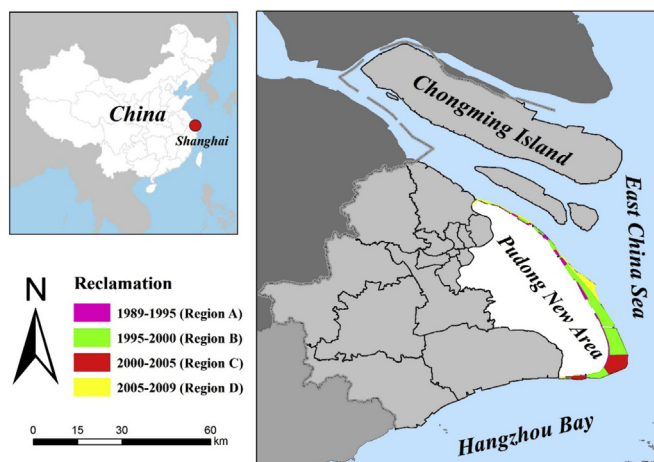 China
Shanghai
N
Reclamation
1989-1995 (Region A)
1995-2000 (Region B)
2000-2005 (Region C)
2005-2009 (Region D)
0 15 30 60
km
Chongming Island
East China Sea
Pudong New Area
Hangzhou Bay